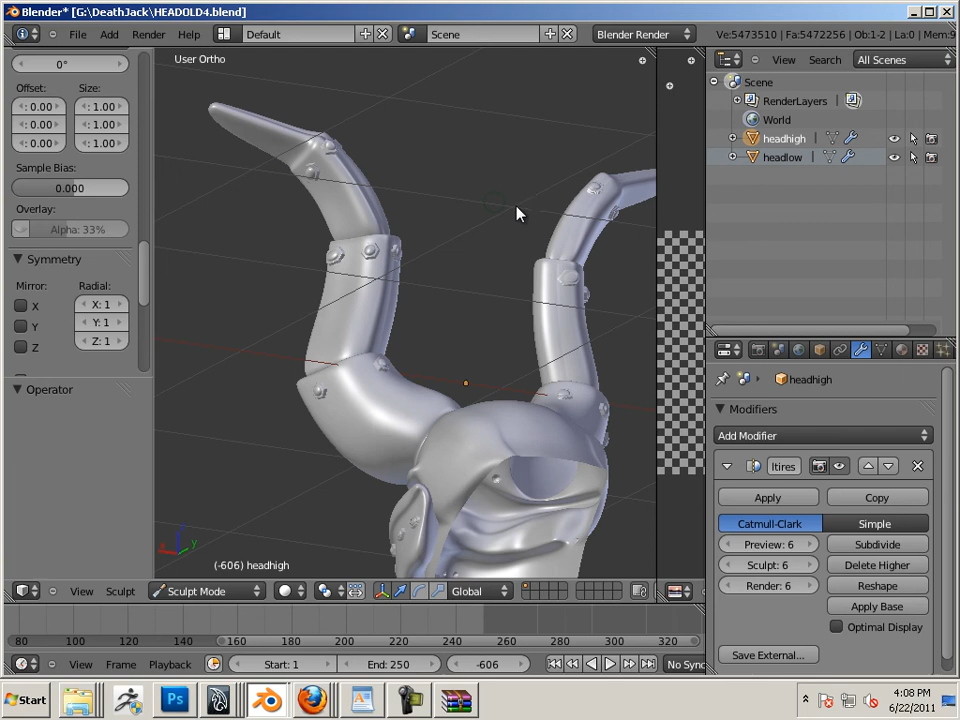 Blender* [G:\DeathJack\HEADOLD4.blend]
File Add Render Help Default Scene Blender Render Ve:5473510 | Fa:5472256 | Ob:1-2 | La:0 | Mem:9
0°
Offset: Size:
: 0.00 : 1.00
: 0.00 : 1.00
: 0.00 : 1.00
Sample Bias:
0.000
Overlay:
Alpha: 33%
Symmetry
Mirror: Radial:
X X: 1
Y Y: 1
Z Z: 1
Operator
User Ortho
x y
(-606) headhigh
View Sculpt Sculpt Mode Global
80 100 120 140 160 180 200 220 240 260 280 300 320
View Frame Playback Start: 1 End: 250 -606 No Sync
View Search All Scenes
Scene
RenderLayers |
World
headhigh |
headlow |
headhigh
Modifiers
Add Modifier
ltires
Apply Copy
Catmull-Clark Simple
Preview: 6 Subdivide
Sculpt: 6 Delete Higher
Render: 6 Reshape
Apply Base
Optimal Display
Save External...
Start Ps 4:08 PM
6/22/2011